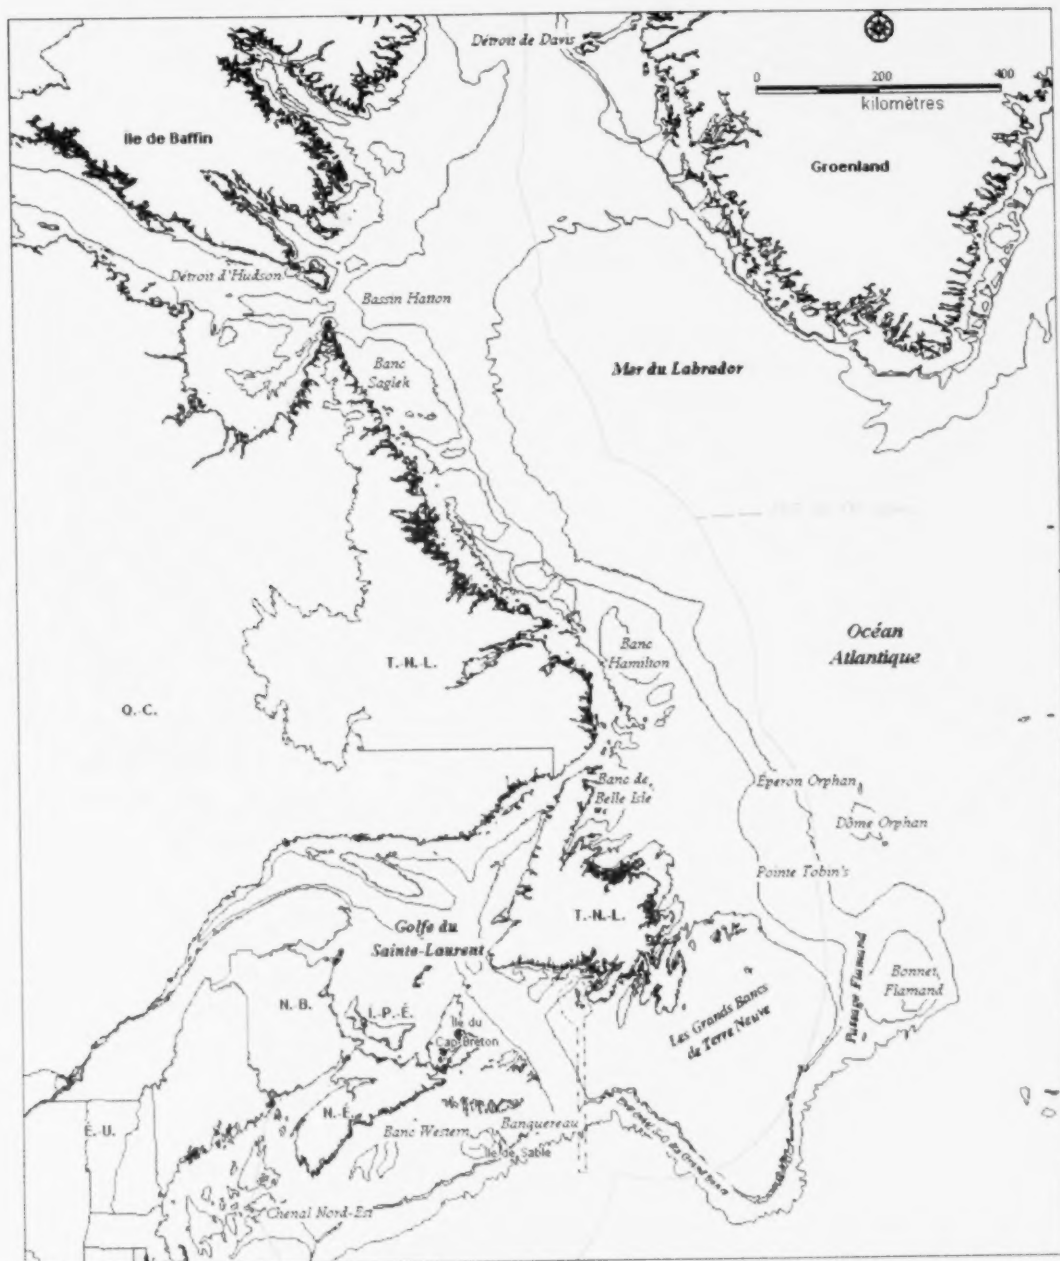 Détroit de Davis
0 200 400
kilomètres
Ile de Baffin
Groenland
Détroit d'Hudson
Bassin Hatton
Banc
Saglek
Mer du Labrador
Océan
Atlantique
Banc
Hamilton
T.-N.-L.
Q.-C.
Banc de
Belle Isle
Éperon Orphan
Dôme Orphan
Pointe Tobin's
T.-N.-L.
Golfe du
Sainte-Laurent
Passage Flamand
Bonnet
Flamand
N.-B.
Î.-P.-É.
Ile du
Cap Breton
Les Grands Bancs
de Terre Neuve
N.-É.
É.-U.
Banc Western
Banquereau
Ile de Sable
Chenal Nord-Est